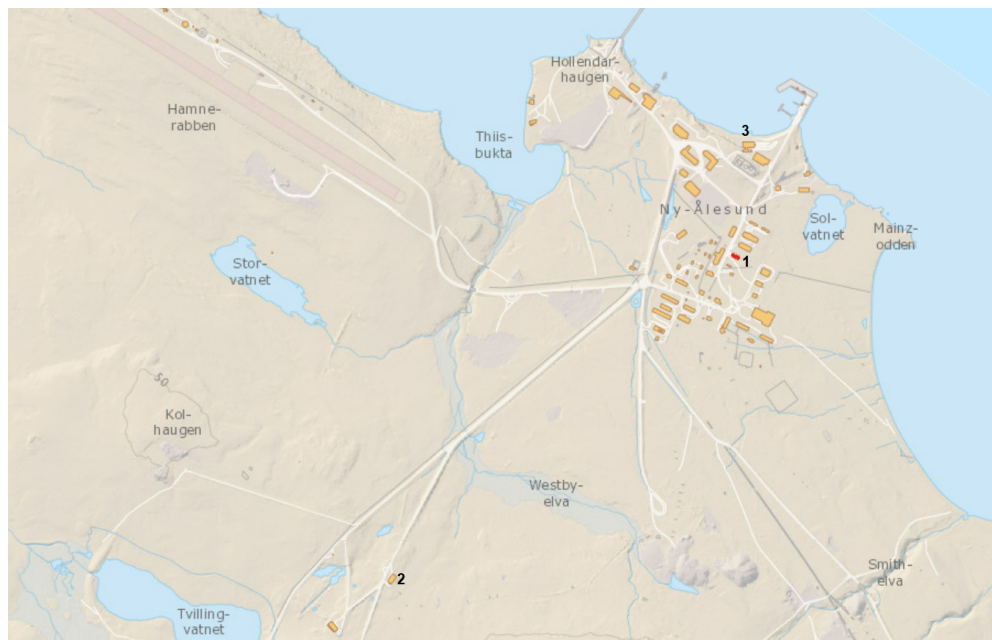 Hollendar-
haugen
Hamne-
rabben
Thiis-
bukta
3
Ny-Ålesund
Sol-
vatnet
Mainz-
odden
1
Stor-
vatnet
50
Kol-
haugen
Westby-
elva
2
Smith-
elva
Tvilling-
vatnet